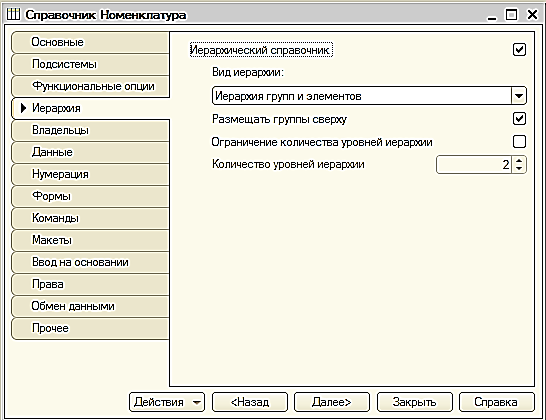 Справочник Номенклатура
Основные
Подсистемы
Функциональные опции
Иерархия
Владельцы
Данные
Нумерация
Формы
Команды
Макеты
Ввод на основании
Права
Обмен данными
Прочее
Иерархический справочник
Вид иерархии:
Иерархия групп и элементов
Размещать группы сверху
Ограничение количества уровней иерархии
Количество уровней иерархии 2
Действия <Назад Далее> Закрыть Справка